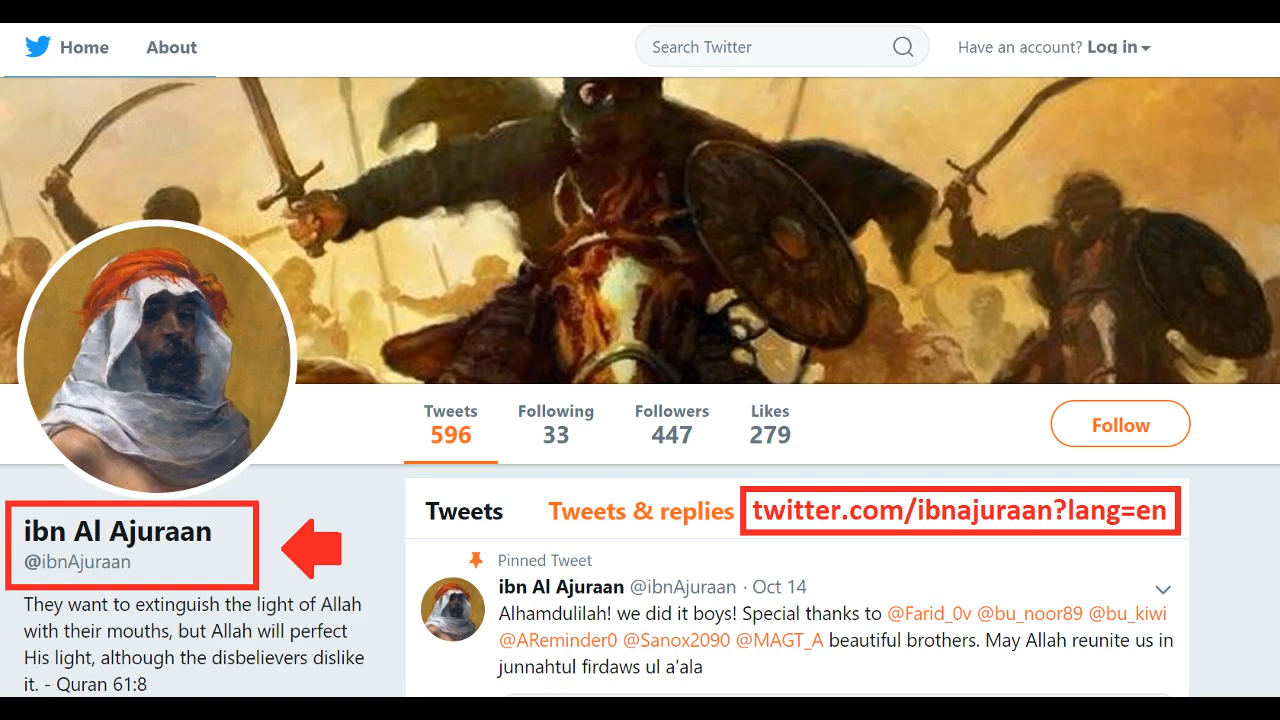 Home About Search Twitter Have an account? Log in
Tweets Following Followers Likes
596 33 447 279
Follow
ibn Al Ajuraan
@ibnAjuraan
They want to extinguish the light of Allah
with their mouths, but Allah will perfect
His light, although the disbelievers dislike
it. - Quran 61:8
Tweets Tweets & replies twitter.com/ibnajuraan?lang=en
Pinned Tweet
ibn Al Ajuraan @ibnAjuraan · Oct 14
Alhamdulilah! we did it boys! Special thanks to @Farid_0v @bu_noor89 @bu_kiwi
@AReminder0 @Sanox2090 @MAGT_A beautiful brothers. May Allah reunite us in
junnahtul firdaws ul a'ala